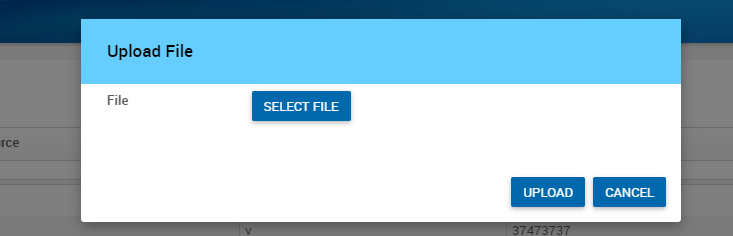 Upload File
File
SELECT FILE
rce
UPLOAD
CANCEL
v
37473737